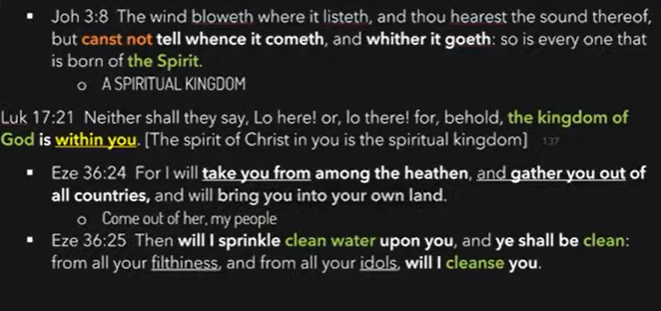 ▪ Joh 3:8 The wind bloweth where it listeth, and thou hearest the sound thereof,
but canst not tell whence it cometh, and whither it goeth: so is every one that
is born of the Spirit.
o A SPIRITUAL KINGDOM
Luk 17:21 Neither shall they say, Lo here! or, lo there! for, behold, the kingdom of
God is within you. [The spirit of Christ in you is the spiritual kingdom] 137
▪ Eze 36:24 For I will take you from among the heathen, and gather you out of
all countries, and will bring you into your own land.
o Come out of her, my people
▪ Eze 36:25 Then will I sprinkle clean water upon you, and ye shall be clean:
from all your filthiness, and from all your idols, will I cleanse you.